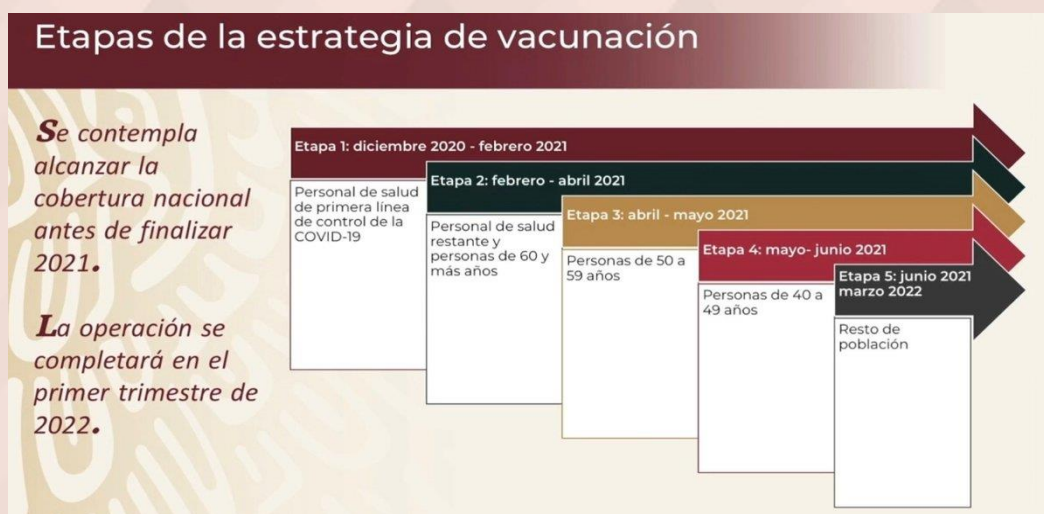 Etapas de la estrategia de vacunación
Se contempla
alcanzar la
cobertura nacional
antes de finalizar
2021.
La operación se
completará en el
primer trimestre de
2022.
Etapa 1: diciembre 2020 - febrero 2021
Personal de salud
de primera línea
de control de la
COVID-19
Etapa 2: febrero - abril 2021
Personal de salud
restante y
personas de 60 y
más años
Etapa 3: abril - mayo 2021
Personas de 50 a
59 años
Etapa 4: mayo- junio 2021
Personas de 40 a
49 años
Etapa 5: junio 2021
marzo 2022
Resto de
población